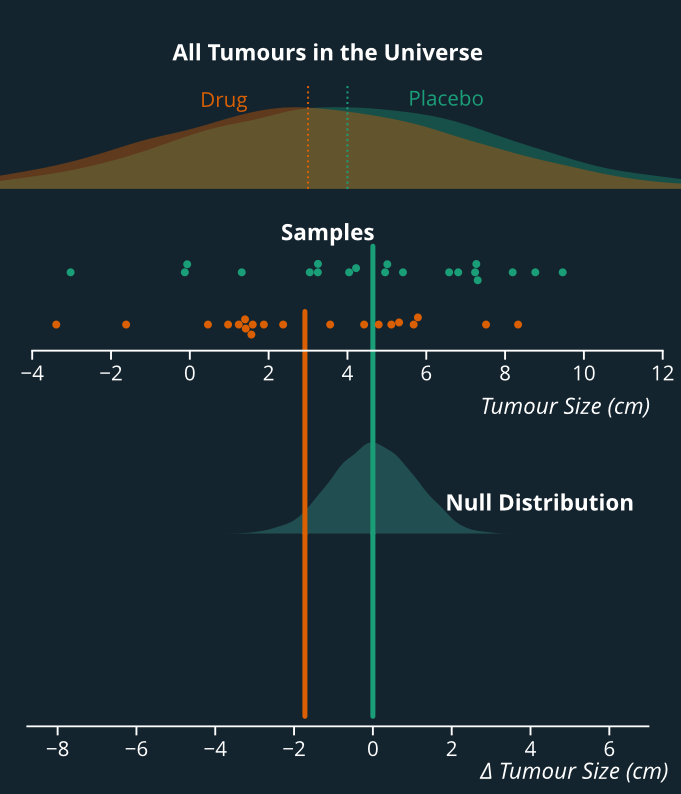 All Tumours in the Universe
Drug
Placebo
Samples
−4 −2 0 2 4 6 8 10 12
Tumour Size (cm)
Null Distribution
−8 −6 −4 −2 0 2 4 6
Δ Tumour Size (cm)